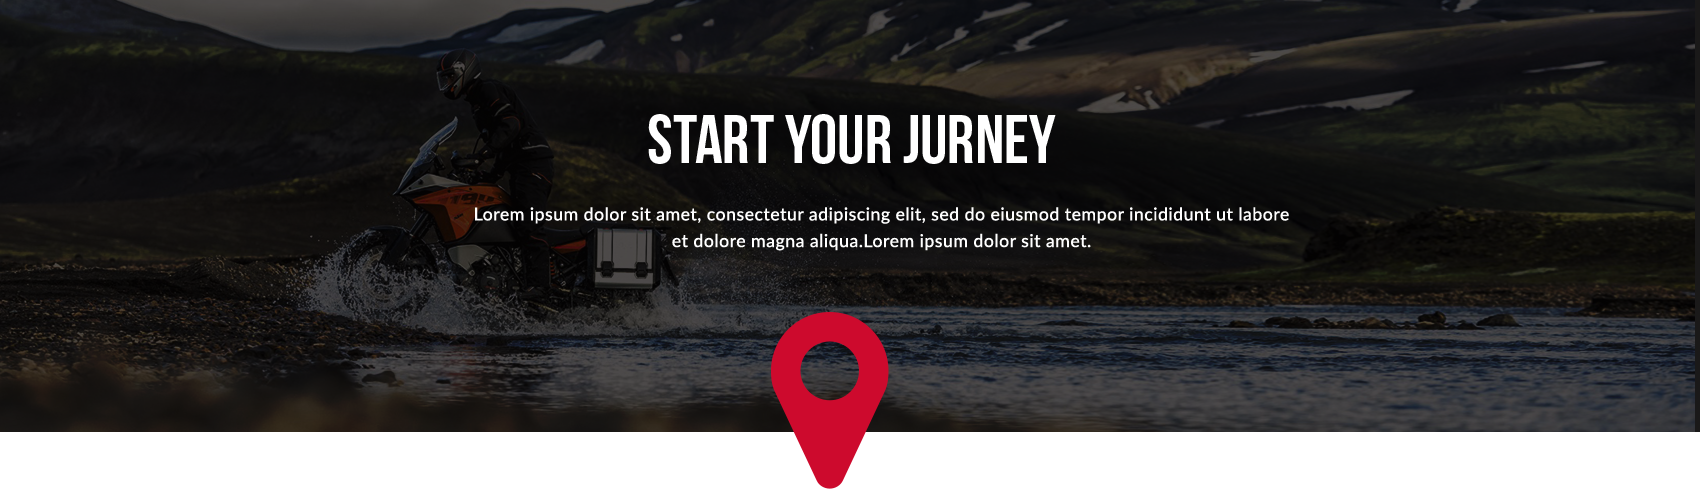 START YOUR JURNEY
Lorem ipsum dolor sit amet, consectetur adipiscing elit, sed do eiusmod tempor incididunt ut labore
et dolore magna aliqua.Lorem ipsum dolor sit amet.